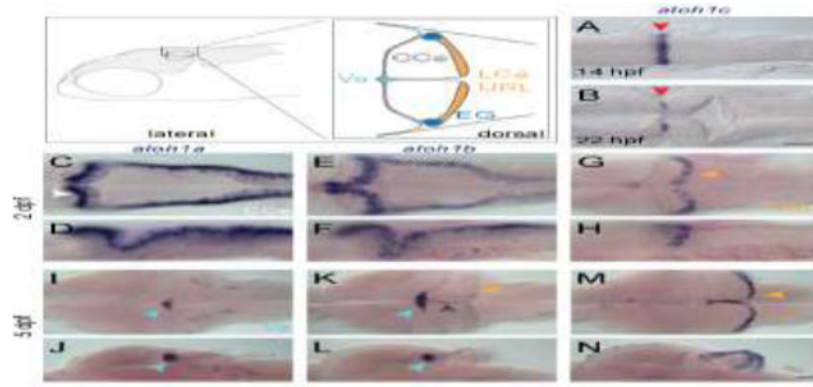 atoh1c
A
14 hpf
B
22 hpf
CCe
Va
LCa
URL
EG
lateral
dorsal
atoh1a
atoh1b
2 dpf
C
E
G
D
F
H
5 dpf
I
K
M
J
L
N